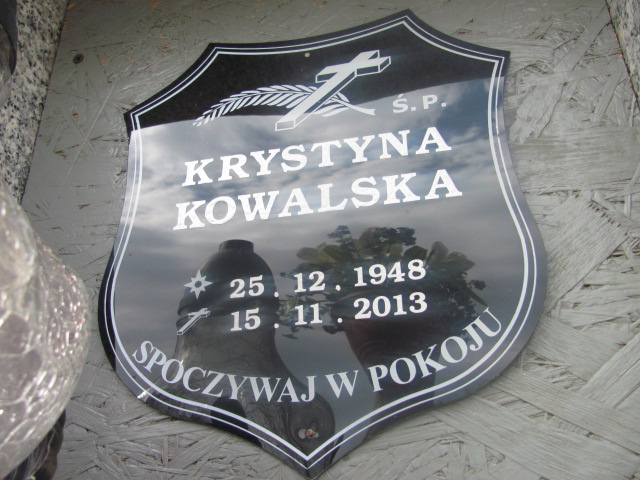 Ś.P.
KRYSTYNA
KOWALSKA
25.12.1948
15.11.2013
SPOCZYWAJ W POKOJU